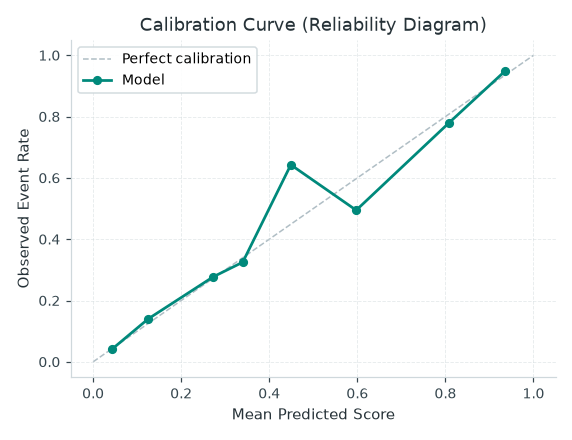 Calibration Curve (Reliability Diagram)
Perfect calibration
Model
Observed Event Rate
1.0
0.8
0.6
0.4
0.2
0.0
0.0 0.2 0.4 0.6 0.8 1.0
Mean Predicted Score